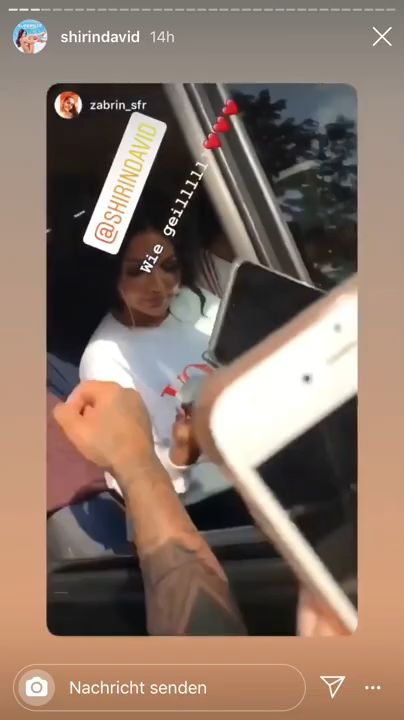 shirindavid 14h
zabrin_sfr
@SHIRINDAVID
Wie geilllll
Nachricht senden